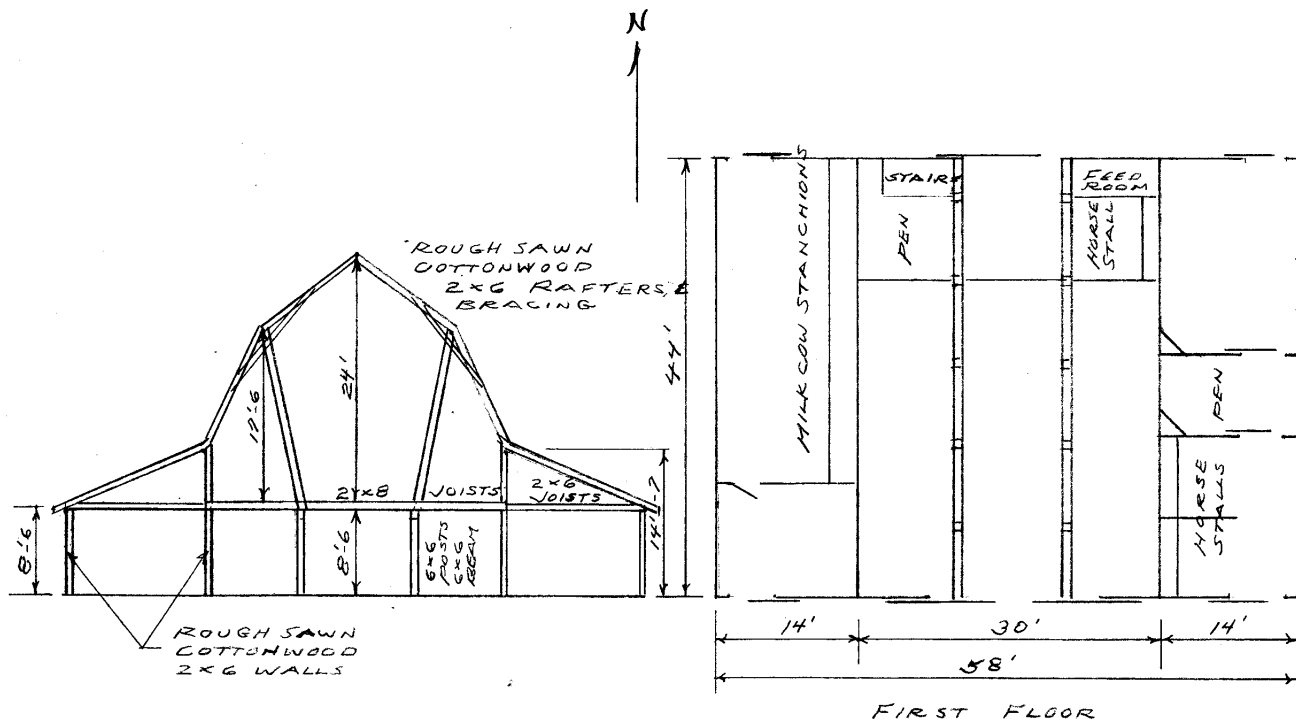 N
ROUGH SAWN
COTTONWOOD
2×6 RAFTERS, &
BRACING
17'-6
24'
2×8 JOISTS
2×6
JOISTS
8'-6
8'-6
6×6
POSTS
6×6
BEAM
14'-7
ROUGH SAWN
COTTONWOOD
2×6 WALLS
44'
MILK COW STANCHIONS
STAIRS
PEN
FEED
ROOM
HORSE
STALL
PEN
HORSE
STALLS
14'
30'
14'
58'
FIRST FLOOR